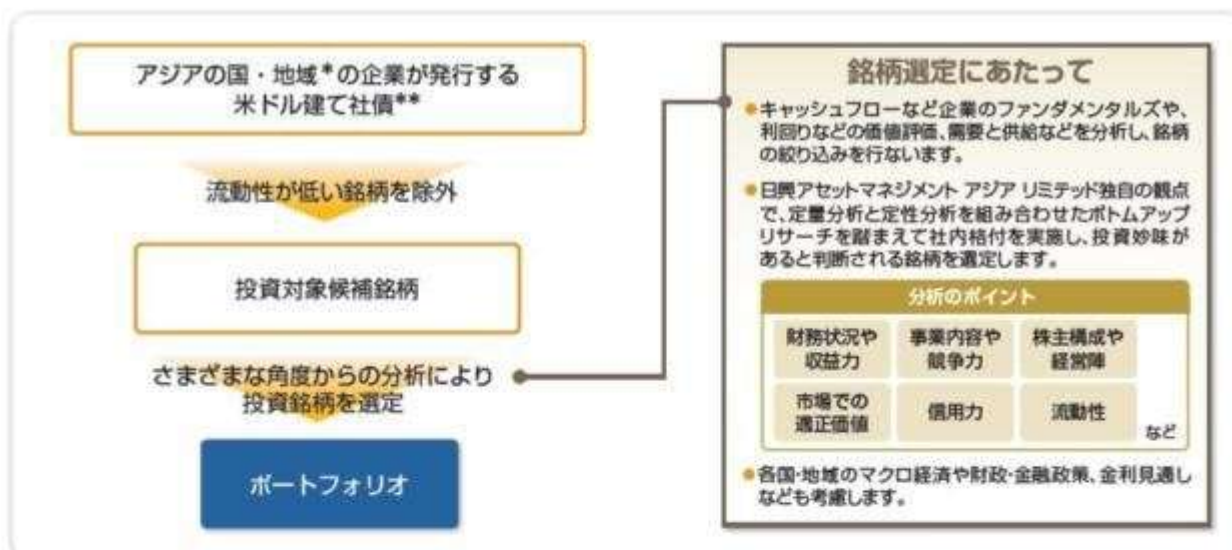 アジアの国・地域*の企業が発行する
米ドル建て社債**
流動性が低い銘柄を除外
投資対象候補銘柄
さまざまな角度からの分析により
投資銘柄を選定
ポートフォリオ
銘柄選定にあたって
●キャッシュフローなど企業のファンダメンタルズや、
利回りなどの価値評価、需要と供給などを分析し、銘柄
の絞り込みを行ないます。
●日興アセットマネジメント アジア リミテッド独自の観点
で、定量分析と定性分析を組み合わせたボトムアップ
リサーチを踏まえて社内格付を実施し、投資妙味が
あると判断される銘柄を選定します。
分析のポイント
財務状況や
収益力
事業内容や
競争力
株主構成や
経営陣
市場での
適正価値
信用力
流動性
など
●各国・地域のマクロ経済や財政・金融政策、金利見通し
なども考慮します。